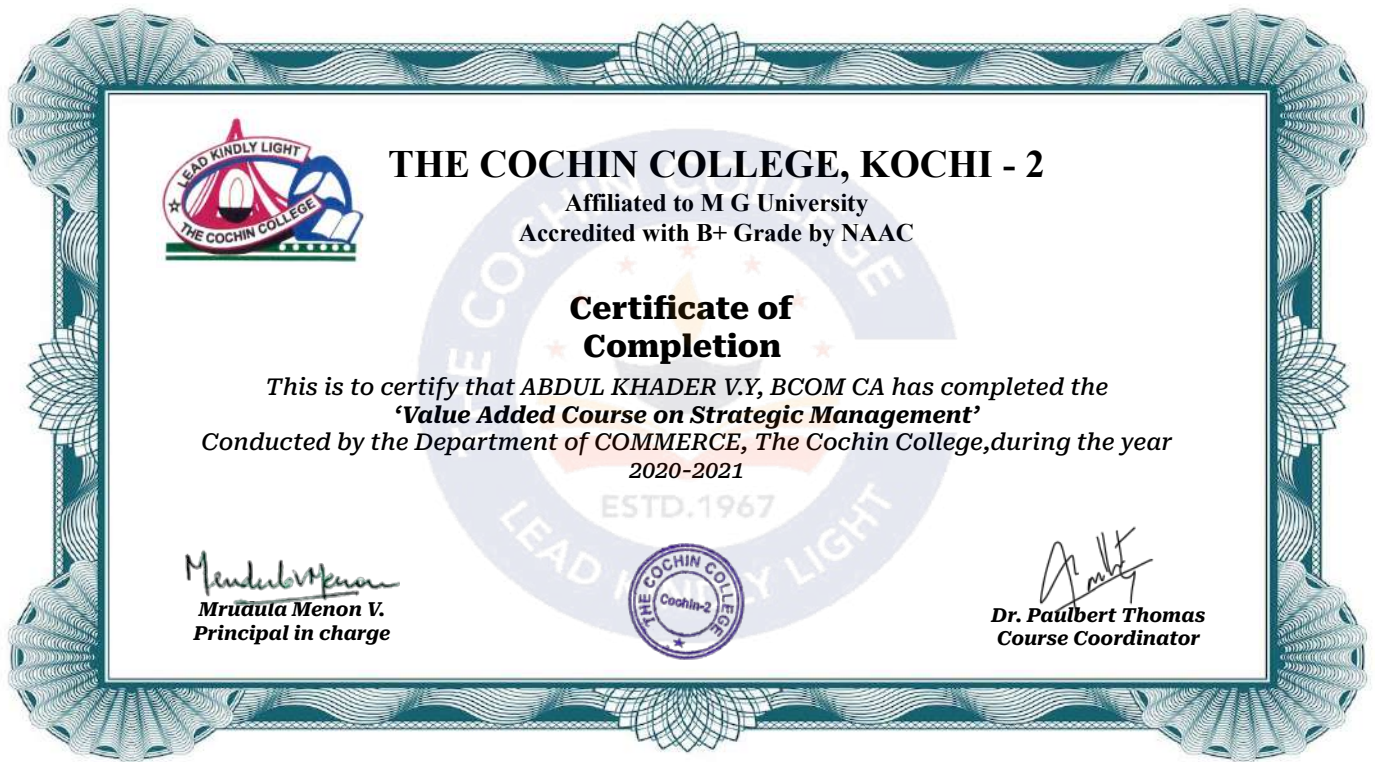 LEAD KINDLY LIGHT
THE COCHIN COLLEGE
THE COCHIN COLLEGE, KOCHI - 2
Affiliated to M G University
Accredited with B+ Grade by NAAC
THE COCHIN COLLEGE
Certificate of
Completion
This is to certify that ABDUL KHADER V.Y, BCOM CA has completed the
‘Value Added Course on Strategic Management’
Conducted by the Department of COMMERCE, The Cochin College,during the year
2020-2021
ESTD.1967
LEAD KINDLY LIGHT
Mrudula Menon V.
Principal in charge
THE COCHIN COLLEGE
Cochin-2
Dr. Paulbert Thomas
Course Coordinator